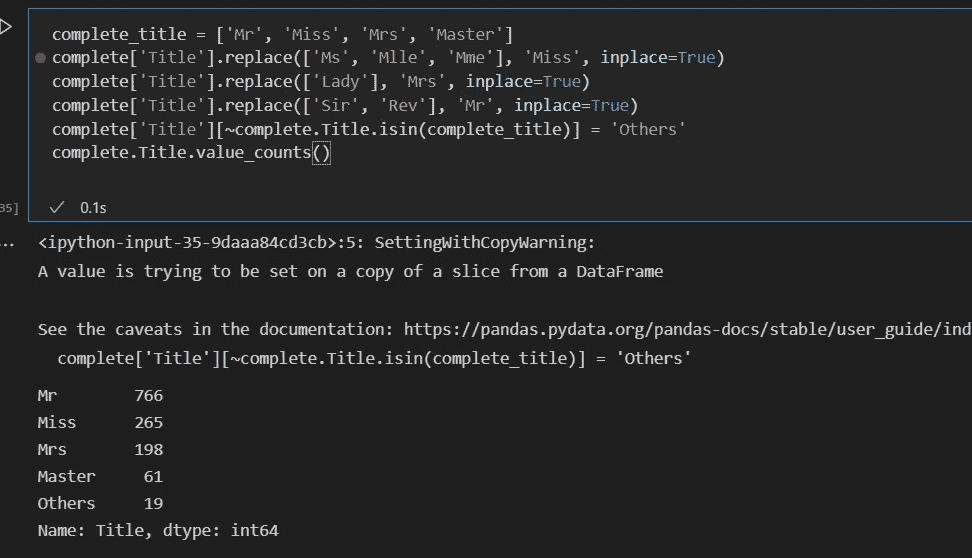 complete_title = ['Mr', 'Miss', 'Mrs', 'Master']
complete['Title'].replace(['Ms', 'Mlle', 'Mme'], 'Miss', inplace=True)
complete['Title'].replace(['Lady'], 'Mrs', inplace=True)
complete['Title'].replace(['Sir', 'Rev'], 'Mr', inplace=True)
complete['Title'][~complete.Title.isin(complete_title)] = 'Others'
complete.Title.value_counts()
35]
0.1s
... <ipython-input-35-9daaa84cd3cb>:5: SettingWithCopyWarning:
A value is trying to be set on a copy of a slice from a DataFrame
See the caveats in the documentation: https://pandas.pydata.org/pandas-docs/stable/user_guide/ind
complete['Title'][~complete.Title.isin(complete_title)] = 'Others'
Mr 766
Miss 265
Mrs 198
Master 61
Others 19
Name: Title, dtype: int64